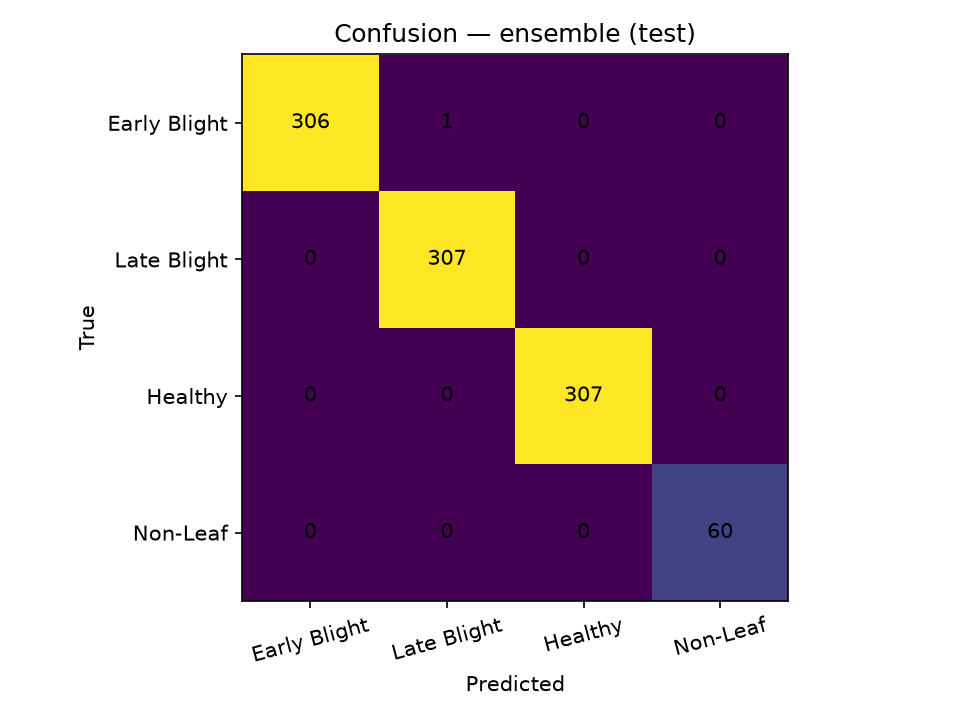 Confusion — ensemble (test)
Early Blight 306 1 0 0
Late Blight 0 307 0 0
True
Healthy 0 0 307 0
Non-Leaf 0 0 0 60
Early Blight Late Blight Healthy Non-Leaf
Predicted